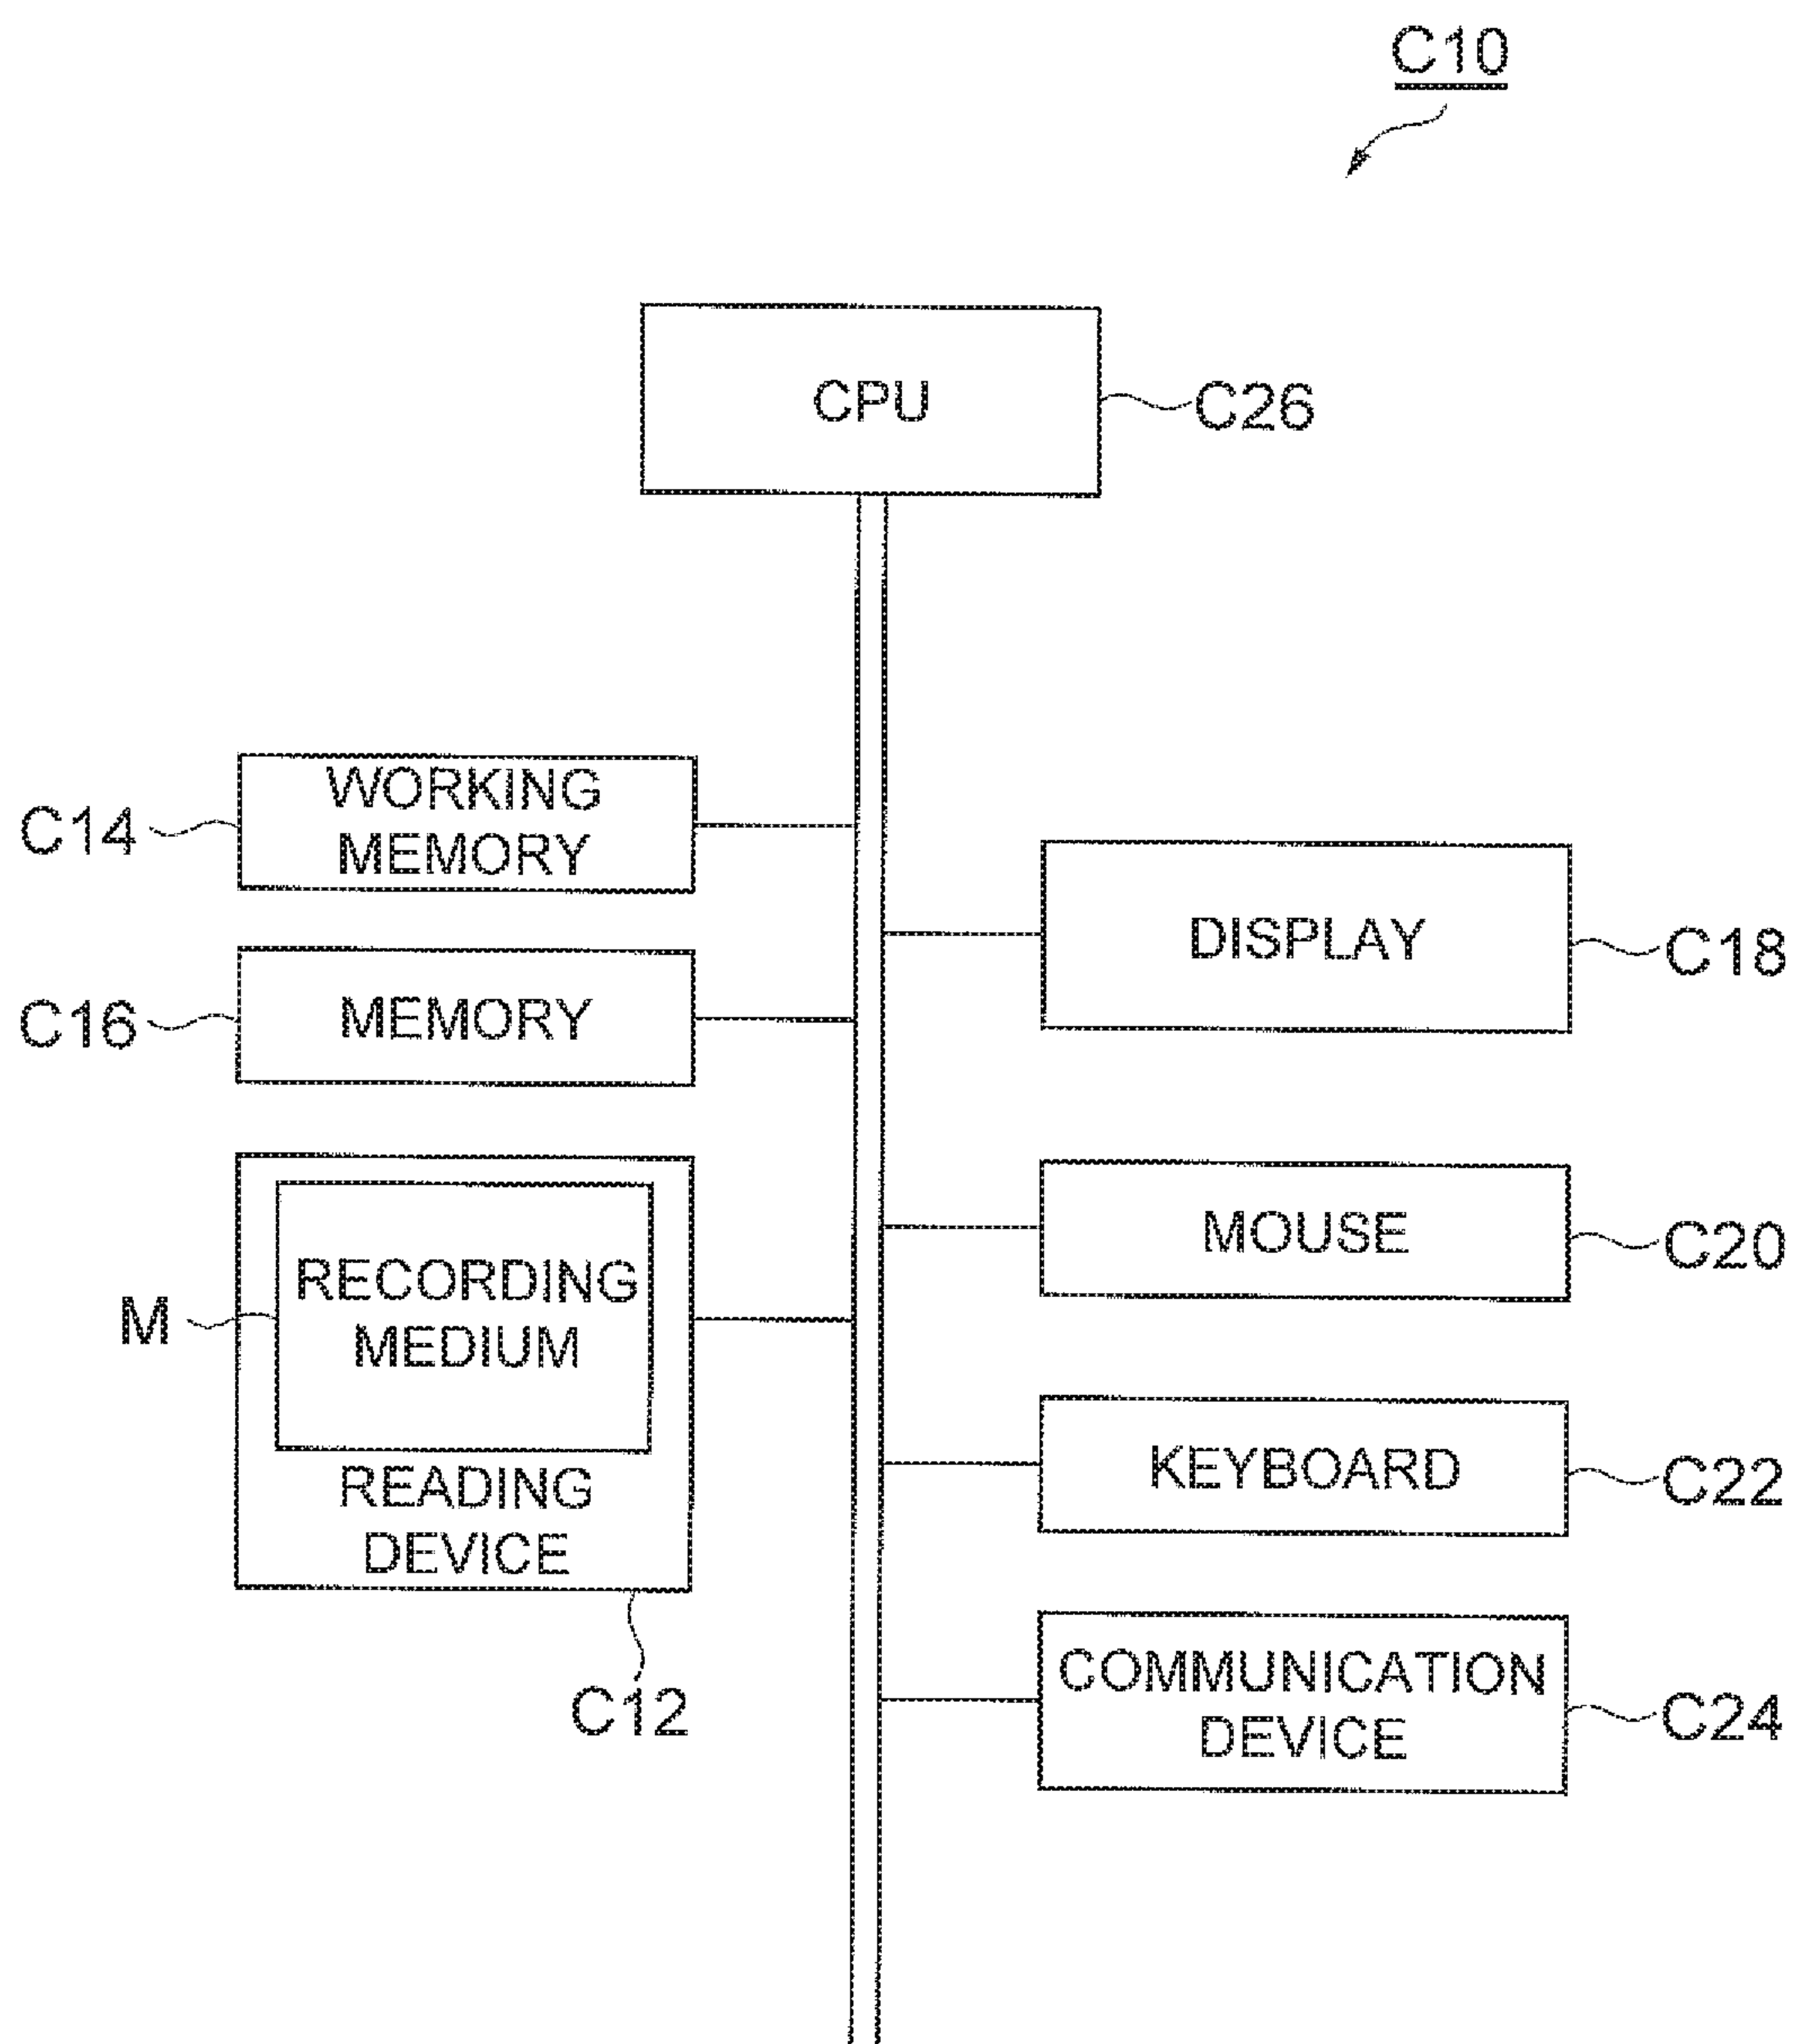 C10
CPU
C26
C14
WORKING
MEMORY
DISPLAY
C18
C16
MEMORY
M
RECORDING
MEDIUM
READING
DEVICE
C12
MOUSE
C20
KEYBOARD
C22
COMMUNICATION
DEVICE
C24